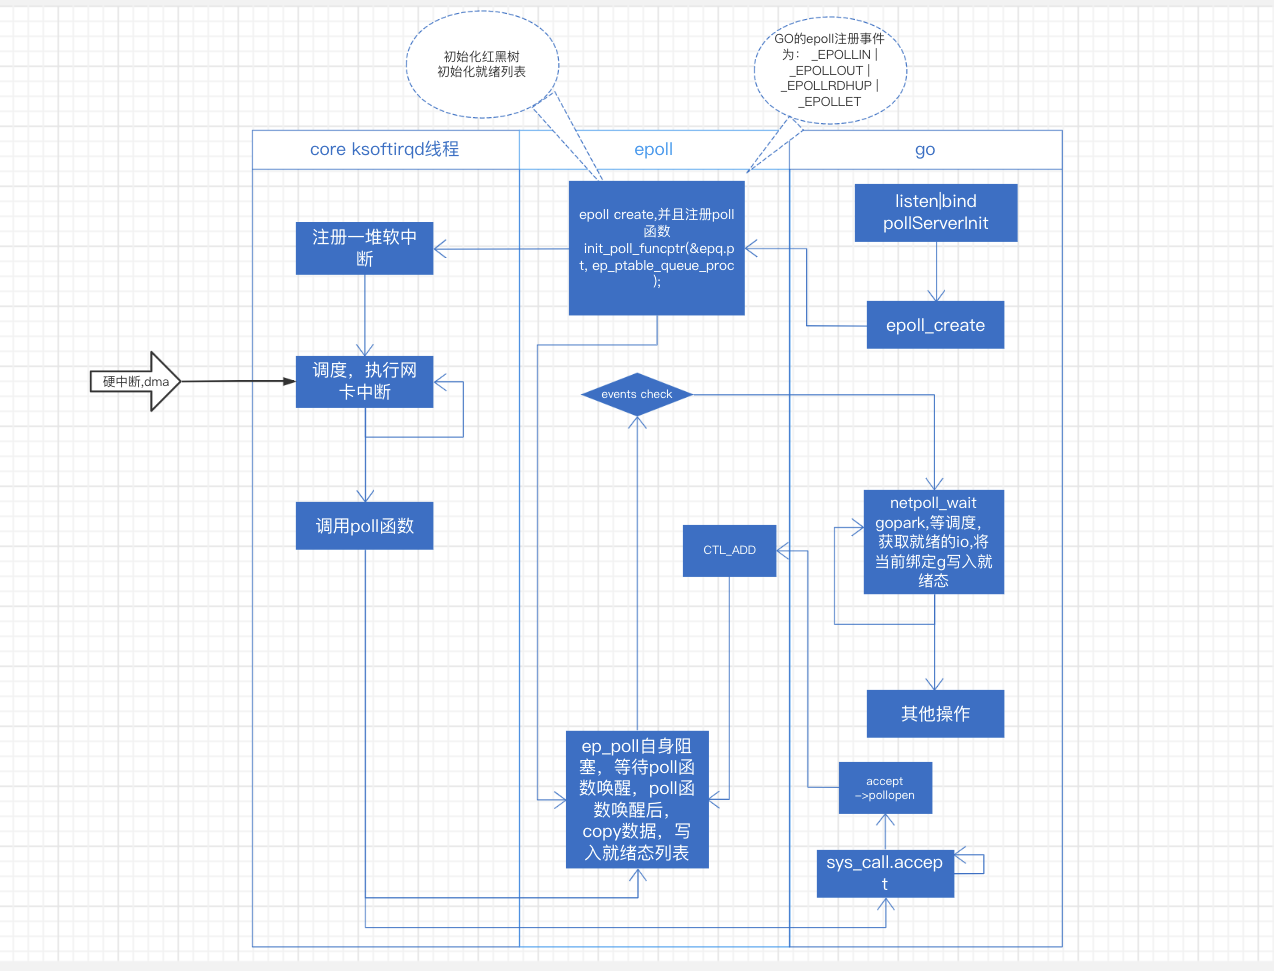 初始化红黑树
初始化就绪列表
GO的epoll注册事件
为： _EPOLLIN |
_EPOLLOUT |
_EPOLLRDHUP |
_EPOLLET
core ksoftirqd线程
epoll
go
注册一堆软中
断
epoll create,并且注册poll
函数
init_poll_funcptr(&epq.p
t, ep_ptable_queue_proc
);
listen|bind
pollServerInit
epoll_create
硬中断,dma
调度，执行网
卡中断
events check
调用poll函数
CTL_ADD
netpoll_wait
gopark,等调度，
获取就绪的io,将
当前绑定g写入就
绪态
其他操作
ep_poll自身阻
塞，等待poll函
数唤醒，poll函
数唤醒后，
copy数据，写
入就绪态列表
accept
->pollopen
sys_call.accep
t